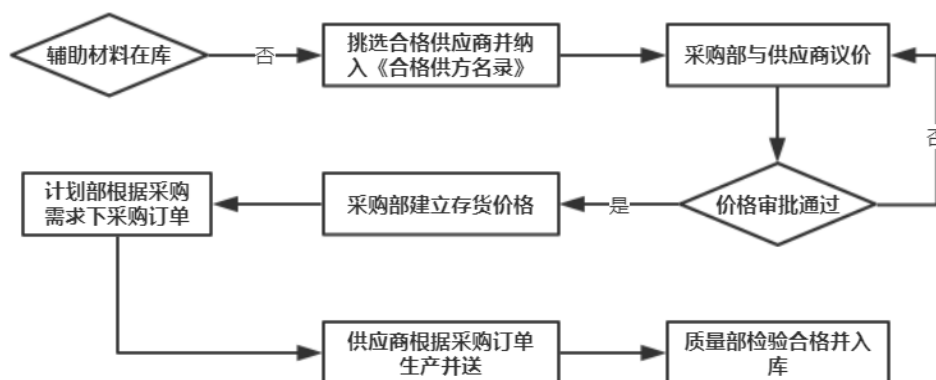 辅助材料在库
否
挑选合格供应商并纳
入《合格供方名录》
采购部与供应商议价
否
计划部根据采购
需求下采购订单
采购部建立存货价格
是
价格审批通过
供应商根据采购订单
生产并送
质量部检验合格并入
库